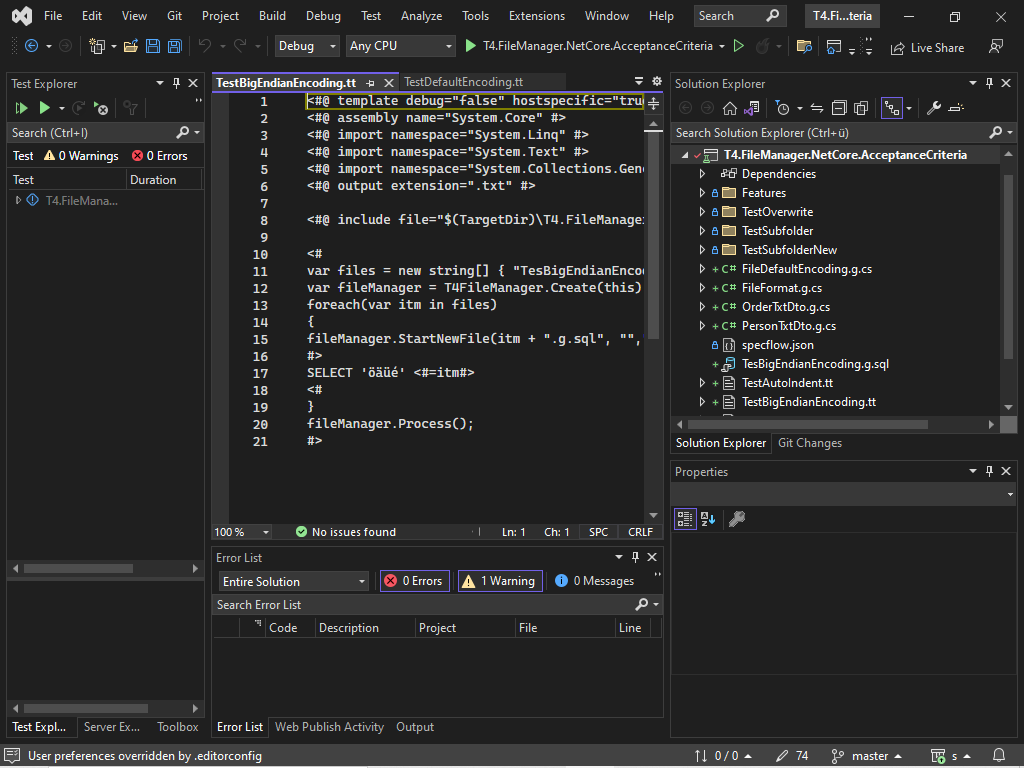 File Edit View Git Project Build Debug Test Analyze Tools Extensions Window Help Search T4.Fi...teria
Debug Any CPU T4.FileManager.NetCore.AcceptanceCriteria Live Share
Test Explorer
Search (Ctrl+I)
Test 0 Warnings 0 Errors
Test Duration
T4.FileMana...
Test Expl... Server Ex... Toolbox
TestBigEndianEncoding.tt TestDefaultEncoding.tt
1 <#@ template debug="false" hostspecific="tru
2 <#@ assembly name="System.Core" #>
3 <#@ import namespace="System.Linq" #>
4 <#@ import namespace="System.Text" #>
5 <#@ import namespace="System.Collections.Gene
6 <#@ output extension=".txt" #>
7
8 <#@ include file="$(TargetDir)\T4.FileManager
9
10 <#
11 var files = new string[] { "TesBigEndianEnco
12 var fileManager = T4FileManager.Create(this)
13 foreach(var itm in files)
14 {
15 fileManager.StartNewFile(itm + ".g.sql", "",
16 #>
17 SELECT 'öäüé' <#=itm#>
18 <#
19 }
20 fileManager.Process();
21 #>
100 % No issues found Ln: 1 Ch: 1 SPC CRLF
Error List
Entire Solution 0 Errors 1 Warning 0 Messages
Search Error List
Code Description Project File Line
Error List Web Publish Activity Output
Solution Explorer
Search Solution Explorer (Ctrl+ü)
T4.FileManager.NetCore.AcceptanceCriteria
Dependencies
Features
TestOverwrite
TestSubfolder
TestSubfolderNew
C# FileDefaultEncoding.g.cs
C# FileFormat.g.cs
C# OrderTxtDto.g.cs
C# PersonTxtDto.g.cs
specflow.json
TesBigEndianEncoding.g.sql
TestAutoIndent.tt
TestBigEndianEncoding.tt
Solution Explorer Git Changes
Properties
User preferences overridden by .editorconfig 0 / 0 74 master s